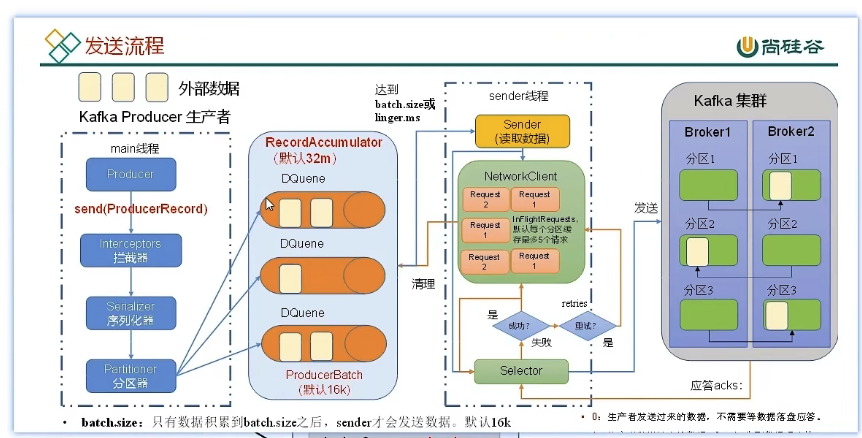 发送流程
尚硅谷
外部数据
Kafka Producer 生产者
main线程
Producer
send(ProducerRecord)
Interceptors
拦截器
Serializer
序列化器
Partitioner
分区器
RecordAccumulator
(默认32m)
DQuene
DQuene
DQuene
ProducerBatch
(默认16k)
达到
batch.size或
linger.ms
清理
sender线程
Sender
(读取数据)
NetworkClient
Request
2
Request
1
Request
1
InFlightRequests,
默认每个分区缓
存最多5个请求
Request
2
Request
1
是
成功?
失败
retries
重试?
是
Selector
发送
Kafka 集群
Broker1
Broker2
分区1
分区1
分区2
分区2
分区3
分区3
应答acks:
• batch.size：只有数据积累到batch.size之后，sender才会发送数据。默认16k
• 0：生产者发送过来的数据，不需要等数据落盘应答。